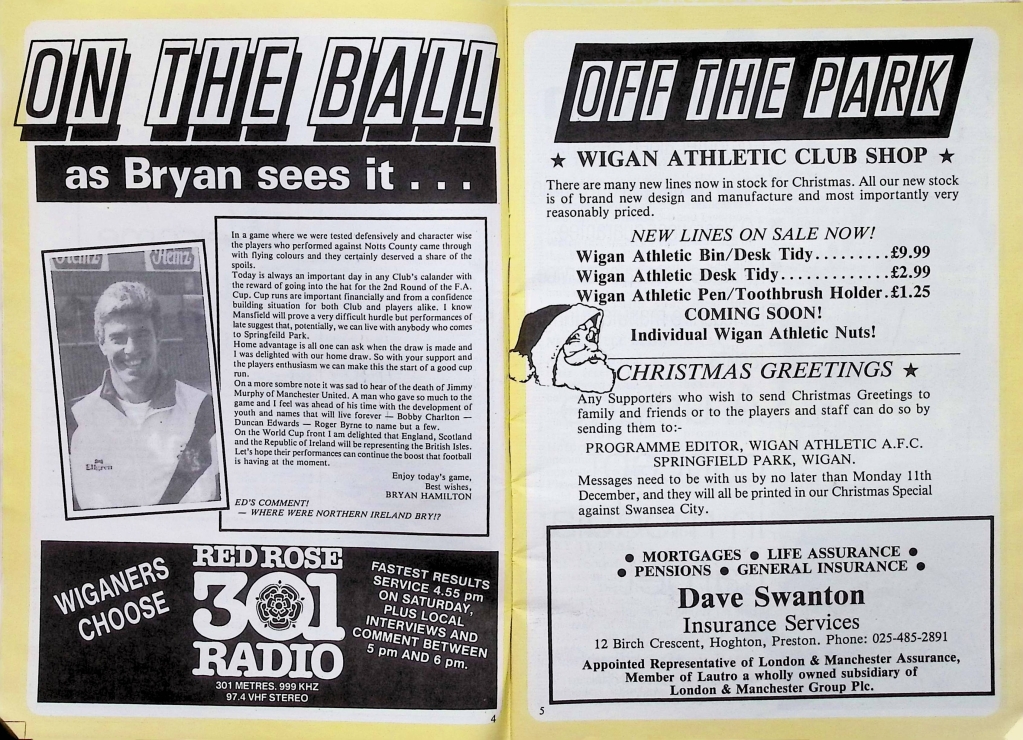 ON THE BALL
as Bryan sees it . . .
Heinz
Heinz
In a game where we were tested defensively and character wise
the players who performed against Notts County came through
with flying colours and they certainly deserved a share of the
spoils.
Today is always an important day in any Club's calander with
the reward of going into the hat for the 2nd Round of the F.A.
Cup. Cup runs are important financially and from a confidence
building situation for both Club and players alike. I know
Mansfield will prove a very difficult hurdle but performances of
late suggest that, potentially, we can live with anybody who comes
to Springfeild Park.
Home advantage is all one can ask when the draw is made and
I was delighted with our home draw. So with your support and
the players enthusiasm we can make this the start of a good cup
run.
On a more sombre note it was sad to hear of the death of Jimmy
Murphy of Manchester United. A man who gave so much to the
game and I feel was ahead of his time with the development of
youth and names that will live forever — Bobby Charlton —
Duncan Edwards — Roger Byrne to name but a few.
On the World Cup front I am delighted that England, Scotland
and the Republic of Ireland will be representing the British Isles.
Let's hope their performances can continue the boost that football
is having at the moment.
Enjoy today's game,
Best wishes,
BRYAN HAMILTON
ED'S COMMENT!
— WHERE WERE NORTHERN IRELAND BRY!?
WIGANERS
CHOOSE
RED ROSE
301
RADIO
301 METRES. 999 KHZ
97.4 VHF STEREO
FASTEST RESULTS
SERVICE 4.55 pm
ON SATURDAY,
PLUS LOCAL
INTERVIEWS AND
COMMENT BETWEEN
5 pm AND 6 pm.
4
OFF THE PARK
★ WIGAN ATHLETIC CLUB SHOP ★
There are many new lines now in stock for Christmas. All our new stock
is of brand new design and manufacture and most importantly very
reasonably priced.
NEW LINES ON SALE NOW!
Wigan Athletic Bin/Desk Tidy.........£9.99
Wigan Athletic Desk Tidy.............£2.99
Wigan Athletic Pen/Toothbrush Holder.£1.25
COMING SOON!
Individual Wigan Athletic Nuts!
CHRISTMAS GREETINGS ★
Any Supporters who wish to send Christmas Greetings to
family and friends or to the players and staff can do so by
sending them to:-
PROGRAMME EDITOR, WIGAN ATHLETIC A.F.C.
SPRINGFIELD PARK, WIGAN.
Messages need to be with us by no later than Monday 11th
December, and they will all be printed in our Christmas Special
against Swansea City.
● MORTGAGES ● LIFE ASSURANCE ●
● PENSIONS ● GENERAL INSURANCE ●
Dave Swanton
Insurance Services
12 Birch Crescent, Hoghton, Preston. Phone: 025-485-2891
Appointed Representative of London & Manchester Assurance,
Member of Lautro a wholly owned subsidiary of
London & Manchester Group Plc.
5